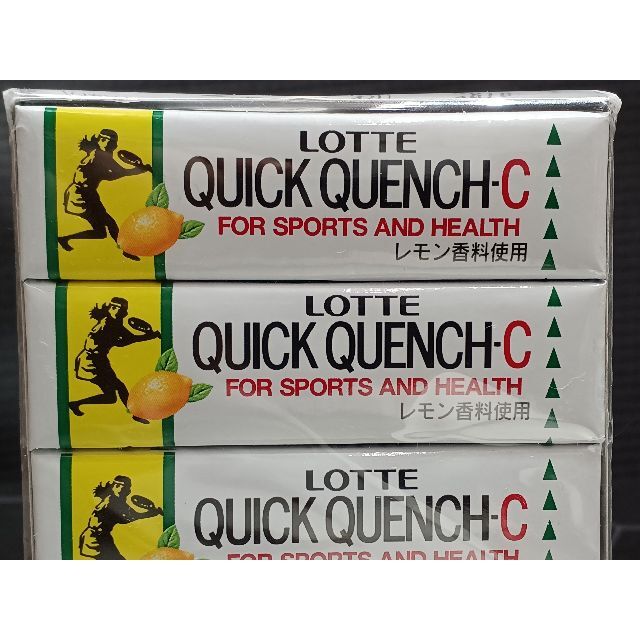 LOTTE
QUICK QUENCH-C
FOR SPORTS AND HEALTH
レモン香料使用
LOTTE
QUICK QUENCH-C
FOR SPORTS AND HEALTH
レモン香料使用
LOTTE
QUICK QUENCH-C
FOR SPORTS AND HEALTH